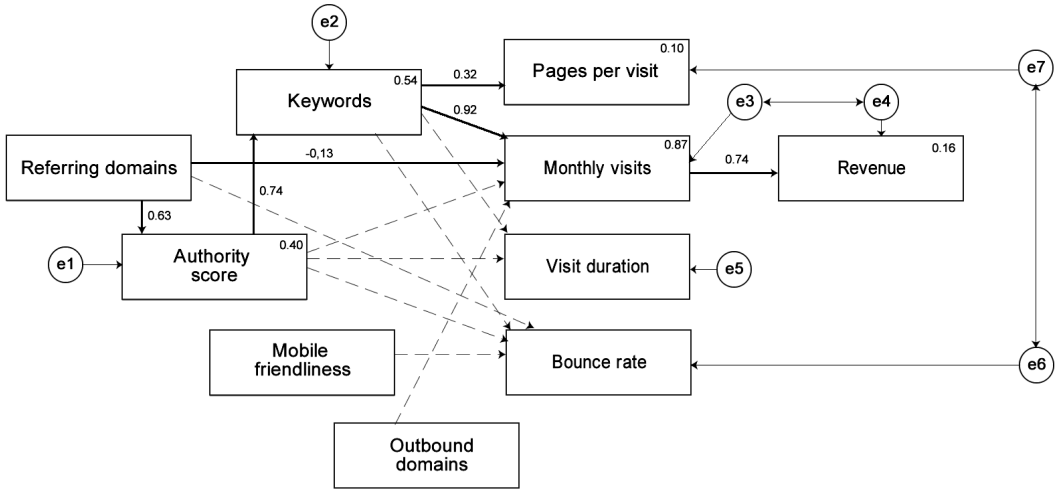 e2
0.10
Pages per visit
e7
0.54
Keywords
0.32
0.92
e3
e4
Referring domains
-0,13
0.87
Monthly visits
0.74
0.16
Revenue
0.63
0.74
e1
0.40
Authority
score
Visit duration
e5
Mobile
friendliness
Bounce rate
e6
Outbound
domains